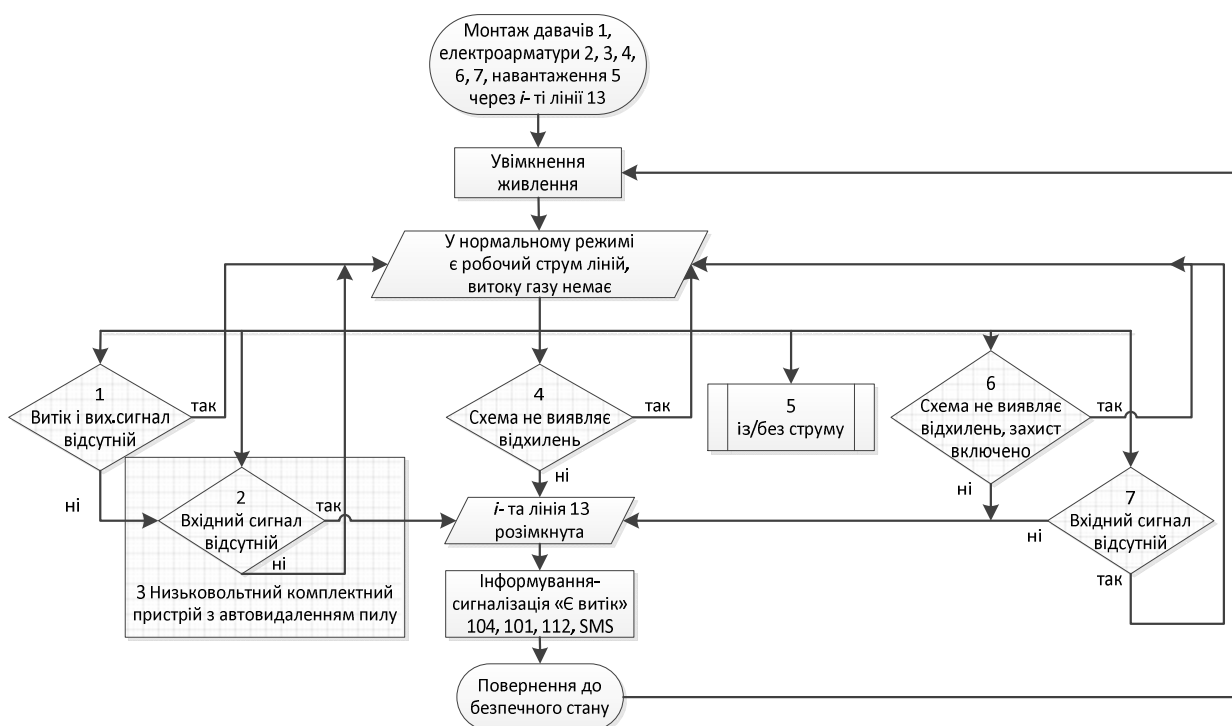 Монтаж давачів 1,
електроарматури 2, 3, 4,
6, 7, навантаження 5
через i- ті лінії 13
Увімкнення
живлення
У нормальному режимі
є робочий струм ліній,
витоку газу немає
1
Витік і вих.сигнал
відсутній
так
ні
4
Схема не виявляє
відхилень
так
ні
5
із/без струму
6
Схема не виявляє
відхилень, захист
включено
так
ні
2
Вхідний сигнал
відсутній
так
ні
3 Низьковольтний комплектний
пристрій з автовидаленням пилу
i- та лінія 13
розімкнута
7
Вхідний сигнал
відсутній
ні
так
Інформування-
сигналізація «Є витік»
104, 101, 112, SMS
Повернення до
безпечного стану